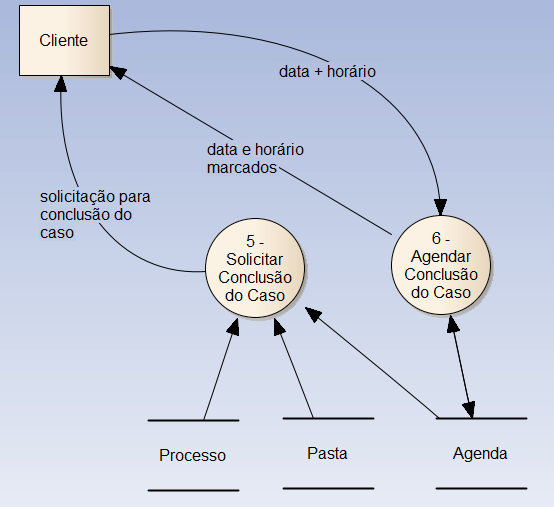 Cliente
data + horário
data e horário
marcados
solicitação para
conclusão do
caso
5 -
Solicitar
Conclusão
do Caso
6 -
Agendar
Conclusão
do Caso
Processo
Pasta
Agenda